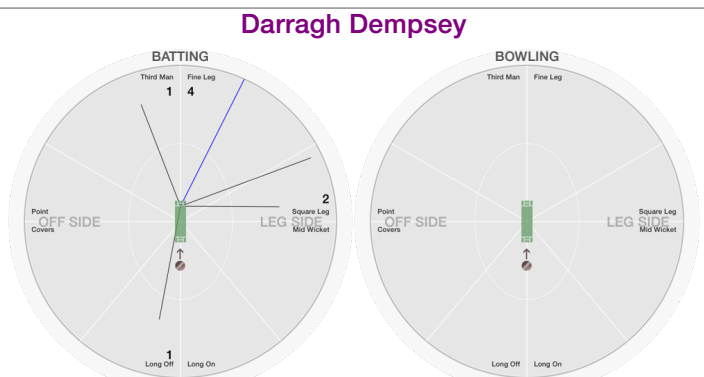 Darragh Dempsey
BATTING
Third Man
Fine Leg
1
4
2
Point
Square Leg
OFF SIDE
LEG SIDE
Covers
Mid Wicket
1
Long Off
Long On
BOWLING
Third Man
Fine Leg
Point
Square Leg
OFF SIDE
LEG SIDE
Covers
Mid Wicket
Long Off
Long On